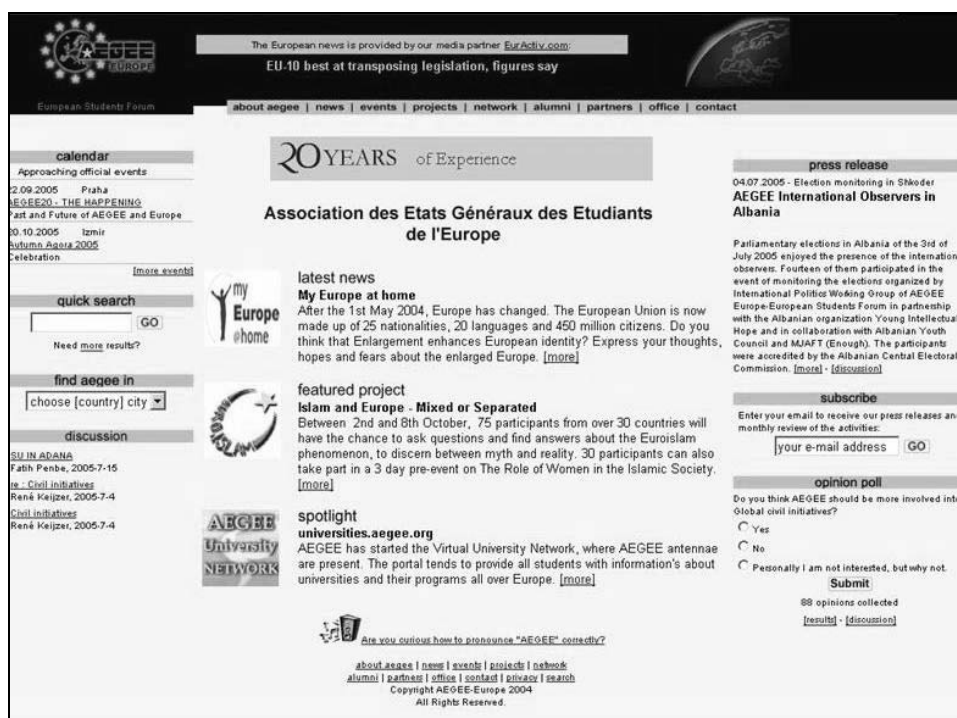 AEGEE
EUROPE
European Students Forum
The European news is provided by our media partner EurActiv.com:
EU-10 best at transposing legislation, figures say
about aegee | news | events | projects | network | alumni | partners | office | contact
calendar
Approaching official events
22.09.2005 Praha
AEGEE20 - THE HAPPENING
Past and Future of AEGEE and Europe
20.10.2005 Izmir
Autumn Agora 2005
Celebration
[more events]
quick search
GO
Need more results?
find aegee in
choose [country] city
discussion
SU IN ADANA
Fatih Penbe, 2005-7-15
re : Civil initiatives
René Keijzer, 2005-7-4
Civil initiatives
René Keijzer, 2005-7-4
20 YEARS of Experience
Association des Etats Généraux des Etudiants
de l'Europe
my
Europe
@home
latest news
My Europe at home
After the 1st May 2004, Europe has changed. The European Union is now
made up of 25 nationalities, 20 languages and 450 million citizens. Do you
think that Enlargement enhances European identity? Express your thoughts,
hopes and fears about the enlarged Europe. [more]
featured project
Islam and Europe - Mixed or Separated
Between 2nd and 8th October, 75 participants from over 30 countries will
have the chance to ask questions and find answers about the Euroislam
phenomenon, to discern between myth and reality. 30 participants can also
take part in a 3 day pre-event on The Role of Women in the Islamic Society.
[more]
AEGEE
University
NETWORK
spotlight
universities.aegee.org
AEGEE has started the Virtual University Network, where AEGEE antennae
are present. The portal tends to provide all students with information's about
universities and their programs all over Europe. [more]
Are you curious how to pronounce "AEGEE" correctly?
about aegee | news | events | projects | network
alumni | partners | office | contact | privacy | search
Copyright AEGEE-Europe 2004
All Rights Reserved.
press release
04.07.2005 - Election monitoring in Shkoder
AEGEE International Observers in
Albania
Parliamentary elections in Albania of the 3rd of
July 2005 enjoyed the presence of the internation
observers. Fourteen of them participated in the
event of monitoring the elections organized by
International Politics Working Group of AEGEE
Europe-European Students Forum in partnership
with the Albanian organization Young Intellectual
Hope and in collaboration with Albanian Youth
Council and MJAFT (Enough). The participants
were accredited by the Albanian Central Electoral
Commission. [more] - [discussion]
subscribe
Enter your email to receive our press releases and
monthly review of the activities:
your e-mail address GO
opinion poll
Do you think AEGEE should be more involved into
Global civil initiatives?
Yes
No
Personally I am not interested, but why not.
Submit
88 opinions collected
[results] - [discussion]